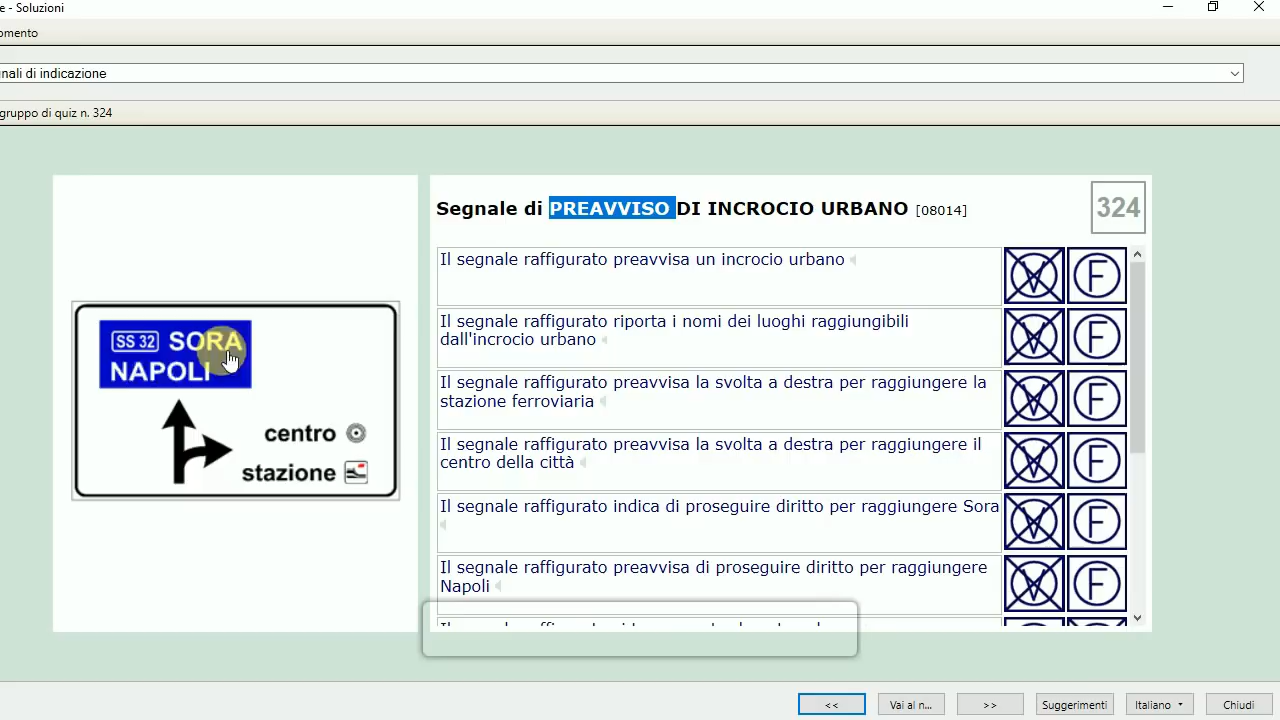 e - Soluzioni
omento
nali di indicazione
gruppo di quiz n. 324
SS 32 SORA
NAPOLI
centro
stazione
Segnale di PREAVVISO DI INCROCIO URBANO [08014]
324
Il segnale raffigurato preavvisa un incrocio urbano
V F
Il segnale raffigurato riporta i nomi dei luoghi raggiungibili
dall'incrocio urbano
V F
Il segnale raffigurato preavvisa la svolta a destra per raggiungere la
stazione ferroviaria
V F
Il segnale raffigurato preavvisa la svolta a destra per raggiungere il
centro della città
V F
Il segnale raffigurato indica di proseguire diritto per raggiungere Sora
V F
Il segnale raffigurato preavvisa di proseguire diritto per raggiungere
Napoli
V F
<< Vai al n... >> Suggerimenti Italiano Chiudi